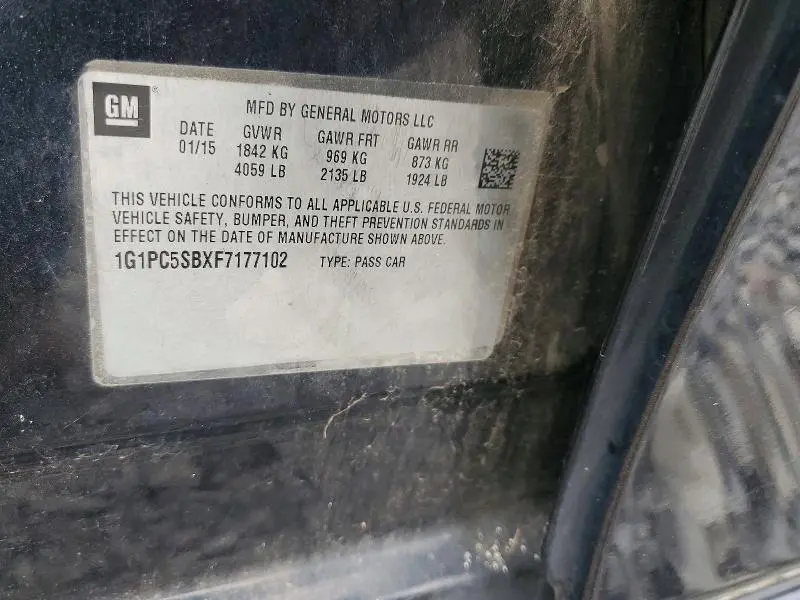 GM ®
MFD BY GENERAL MOTORS LLC
DATE GVWR GAWR FRT GAWR RR
01/15 1842 KG 969 KG 873 KG
4059 LB 2135 LB 1924 LB
THIS VEHICLE CONFORMS TO ALL APPLICABLE U.S. FEDERAL MOTOR
VEHICLE SAFETY, BUMPER, AND THEFT PREVENTION STANDARDS IN
EFFECT ON THE DATE OF MANUFACTURE SHOWN ABOVE.
1G1PC5SBXF7177102 TYPE: PASS CAR